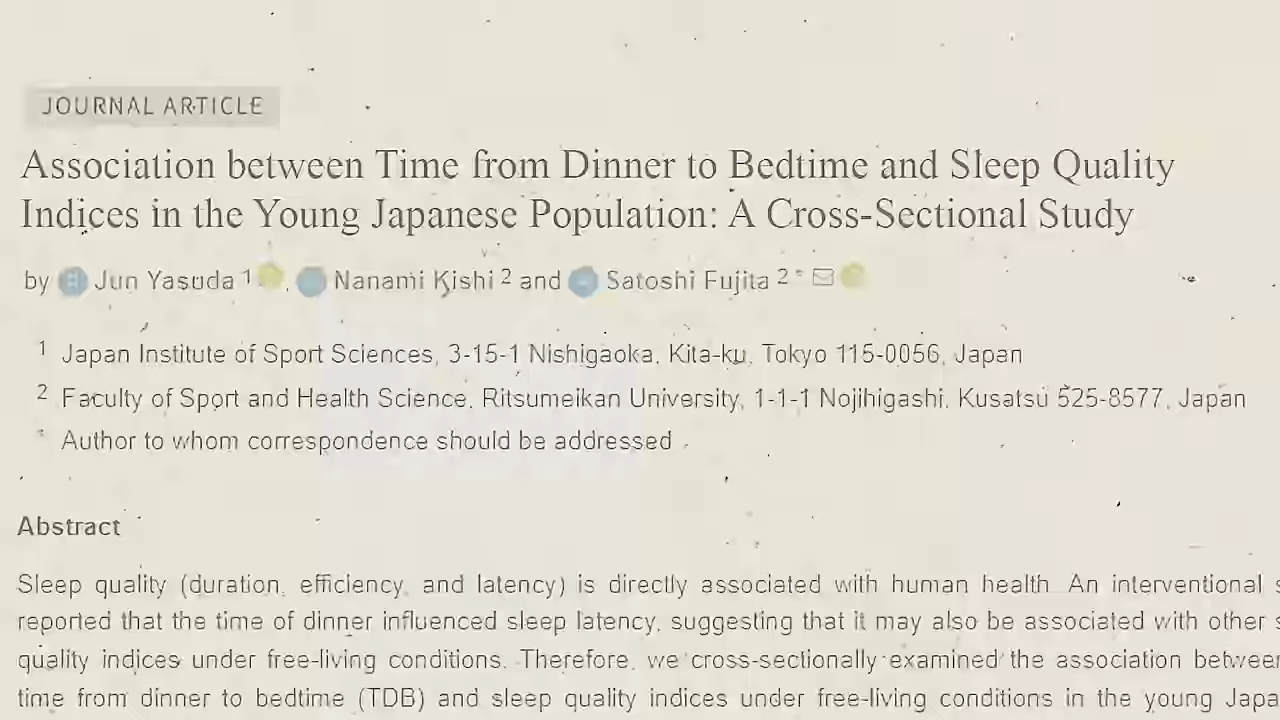 JOURNAL ARTICLE
Association between Time from Dinner to Bedtime and Sleep Quality
Indices in the Young Japanese Population: A Cross-Sectional Study
by Jun Yasuda 1, Nanami Kishi 2 and Satoshi Fujita 2 *
1 Japan Institute of Sport Sciences, 3-15-1 Nishigaoka, Kita-ku, Tokyo 115-0056, Japan
2 Faculty of Sport and Health Science, Ritsumeikan University, 1-1-1 Nojihigashi, Kusatsu 525-8577, Japan
* Author to whom correspondence should be addressed
Abstract
Sleep quality (duration, efficiency, and latency) is directly associated with human health. An interventional s
reported that the time of dinner influenced sleep latency, suggesting that it may also be associated with other s
quality indices under free-living conditions. Therefore, we cross-sectionally examined the association between
time from dinner to bedtime (TDB) and sleep quality indices under free-living conditions in the young Japa